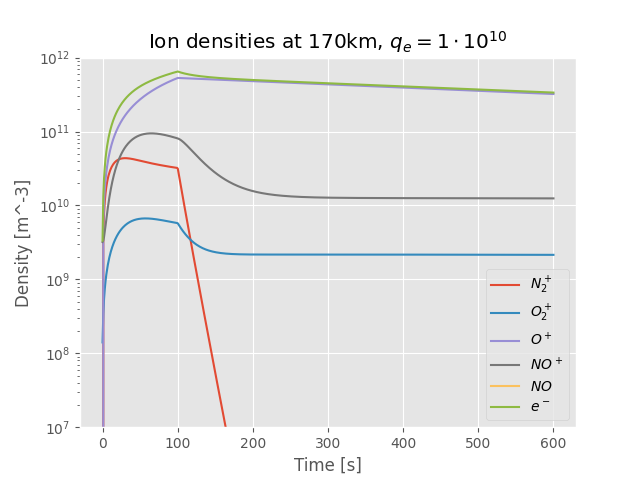 Ion densities at 170km, $q_e = 1 \cdot 10^{10}$
Density [m^-3]
$10^{12}$
$10^{11}$
$10^{10}$
$10^{9}$
$10^{8}$
$10^{7}$
0 100 200 300 400 500 600
Time [s]
$N_2^+$
$O_2^+$
$O^+$
$NO^+$
$NO$
$e^-$